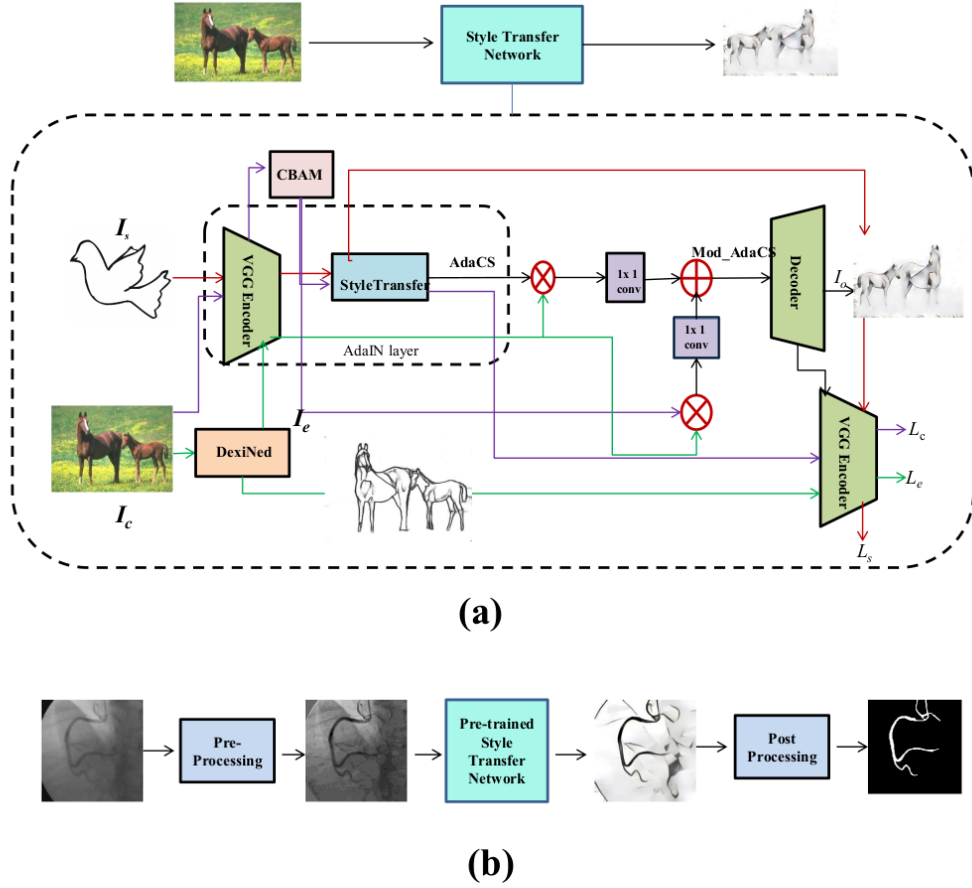 Style Transfer
Network
CBAM
I_s
VGG Encoder
StyleTransfer
AdaCS
1x 1
conv
Mod_AdaCS
Decoder
I_o
1x 1
conv
AdaIN layer
I_e
DexiNed
I_c
VGG Encoder
L_c
L_e
L_s
(a)
Pre-
Processing
Pre-trained
Style
Transfer
Network
Post
Processing
(b)